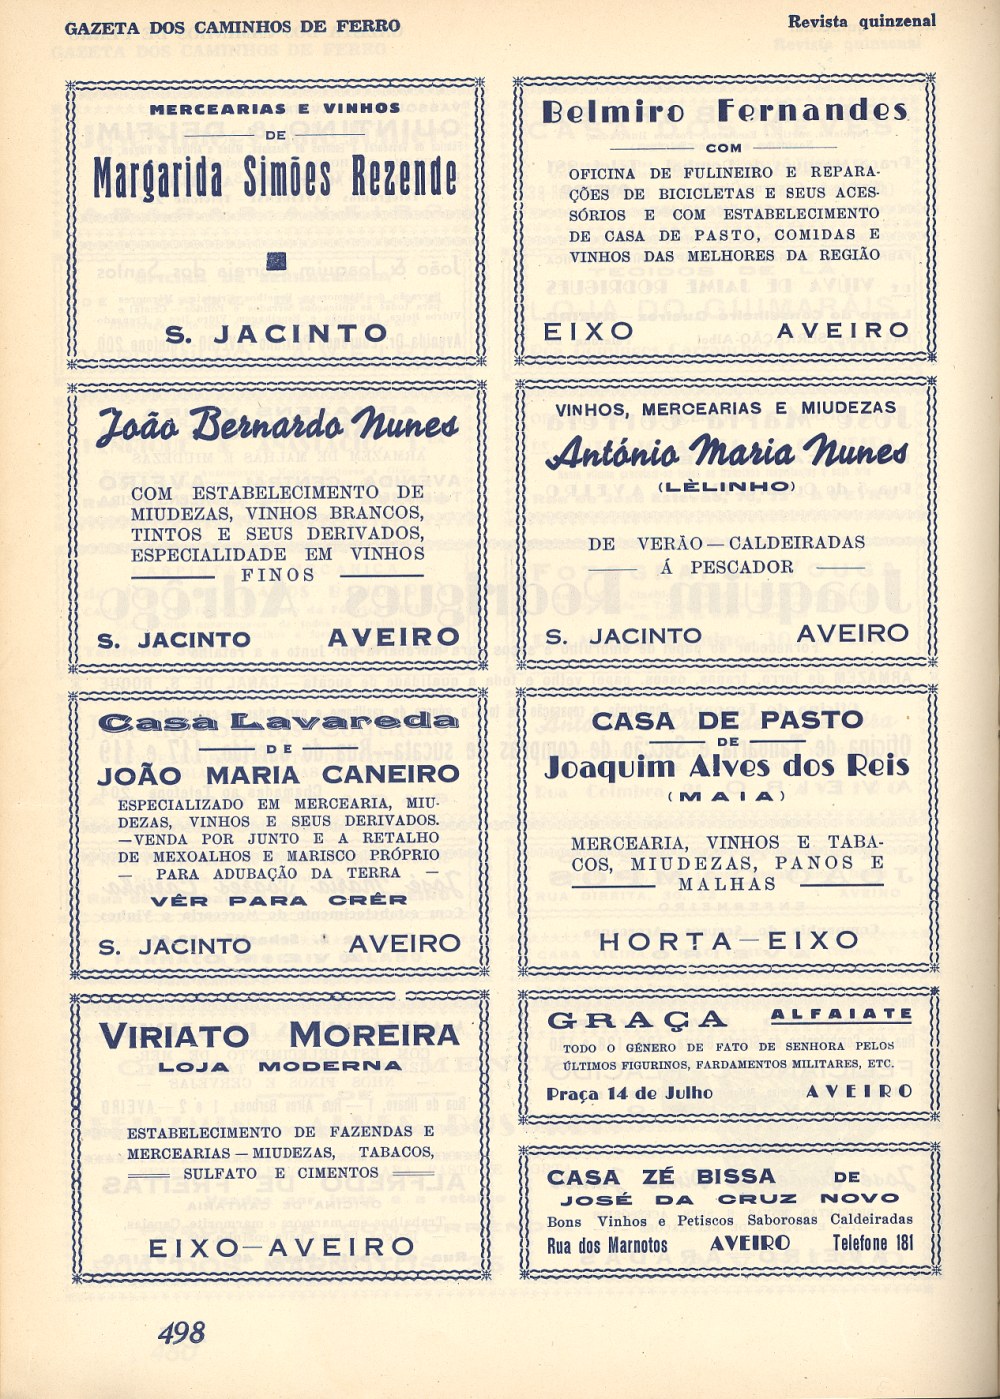 GAZETA DOS CAMINHOS DE FERRO
Revista quinzenal
MERCEARIAS E VINHOS
DE
Margarida Simões Rezende
S. JACINTO
Belmiro Fernandes
COM
OFICINA DE FULINEIRO E REPARA-
ÇÕES DE BICICLETAS E SEUS ACES-
SÓRIOS E COM ESTABELECIMENTO
DE CASA DE PASTO, COMIDAS E
VINHOS DAS MELHORES DA REGIÃO
EIXO AVEIRO
João Bernardo Nunes
COM ESTABELECIMENTO DE
MIUDEZAS, VINHOS BRANCOS,
TINTOS E SEUS DERIVADOS,
ESPECIALIDADE EM VINHOS
FINOS
S. JACINTO AVEIRO
VINHOS, MERCEARIAS E MIUDEZAS
António Maria Nunes
(LÈLINHO)
DE VERÃO — CALDEIRADAS
Á PESCADOR
S. JACINTO AVEIRO
Casa Lavareda
DE
JOÃO MARIA CANEIRO
ESPECIALIZADO EM MERCEARIA, MIU-
DEZAS, VINHOS E SEUS DERIVADOS.
—VENDA POR JUNTO E A RETALHO
DE MEXOALHOS E MARISCO PRÓPRIO
— PARA ADUBAÇÃO DA TERRA —
VÊR PARA CRÊR
S. JACINTO AVEIRO
CASA DE PASTO
DE
Joaquim Alves dos Reis
(MAIA)
MERCEARIA, VINHOS E TABA-
COS, MIUDEZAS, PANOS E
MALHAS
HORTA — EIXO
VIRIATO MOREIRA
LOJA MODERNA
ESTABELECIMENTO DE FAZENDAS E
MERCEARIAS — MIUDEZAS, TABACOS,
SULFATO E CIMENTOS
EIXO — AVEIRO
GRAÇA ALFAIATE
TODO O GÉNERO DE FATO DE SENHORA PELOS
ÚLTIMOS FIGURINOS, FARDAMENTOS MILITARES, ETC.
Praça 14 de Julho AVEIRO
CASA ZÉ BISSA DE
JOSÉ DA CRUZ NOVO
Bons Vinhos e Petiscos Saborosas Caldeiradas
Rua dos Marnotos AVEIRO Telefone 181
498